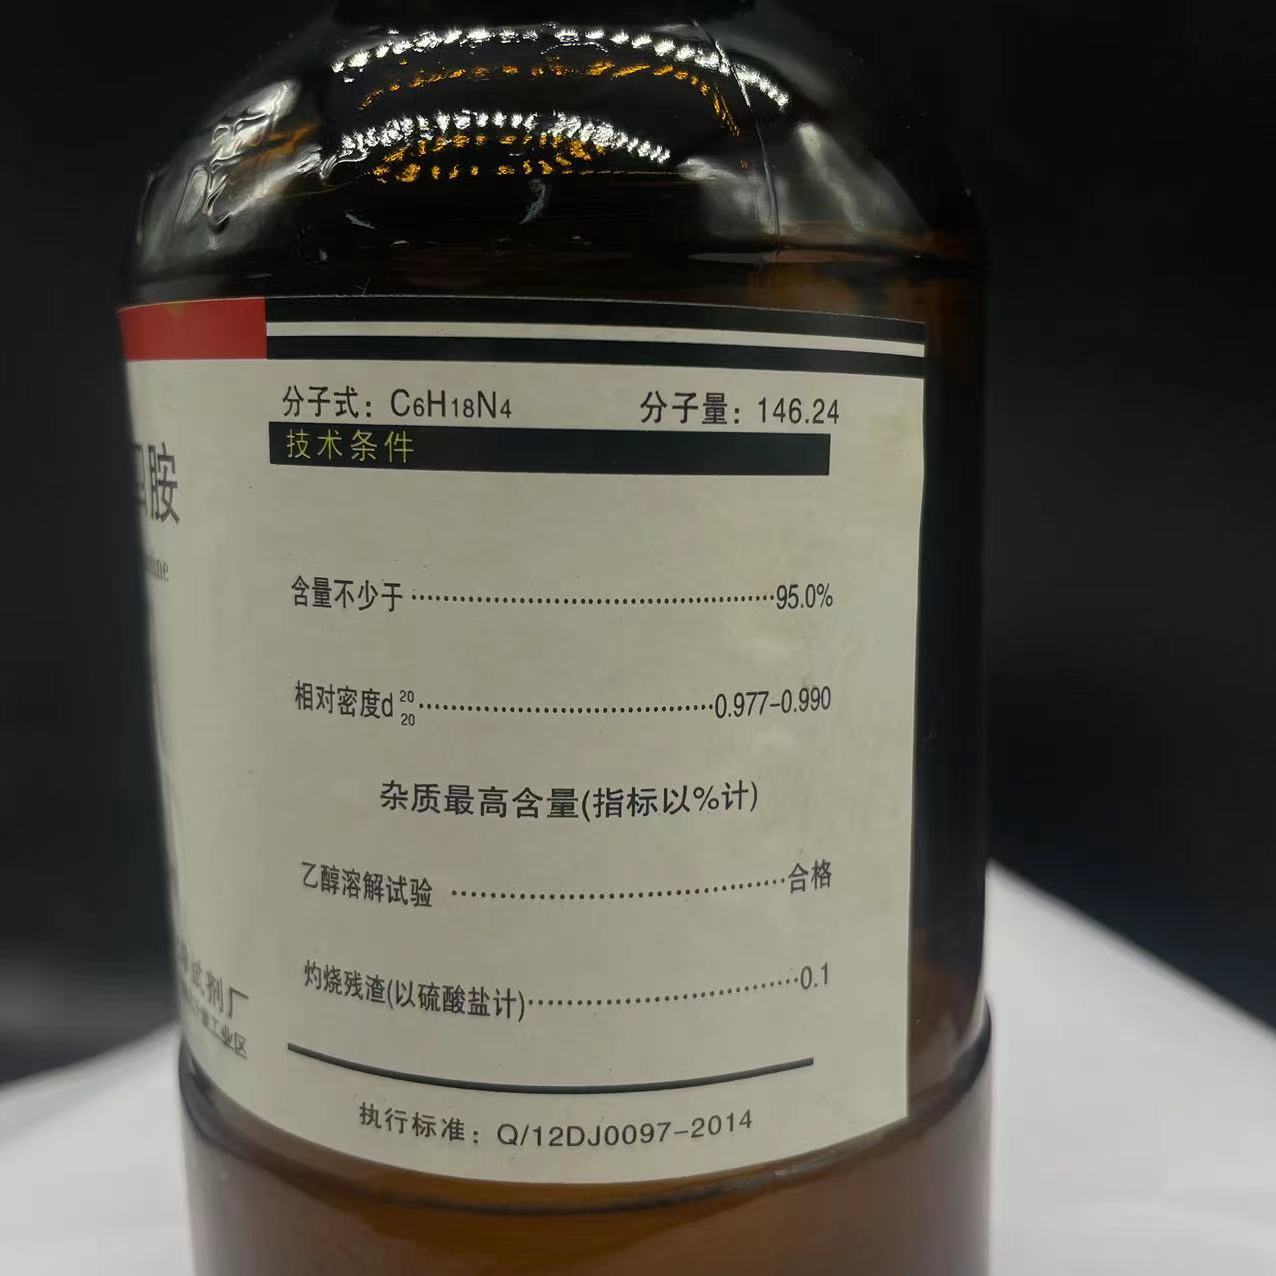 分子式：C6H18N4 分子量：146.24
技术条件
胺
含量不少于 95.0%
相对密度d 20 20 0.977-0.990
杂质最高含量(指标以%计)
乙醇溶解试验 合格
灼烧残渣(以硫酸盐计) 0.1
试剂厂
工业区
执行标准：Q/12DJ0097-2014